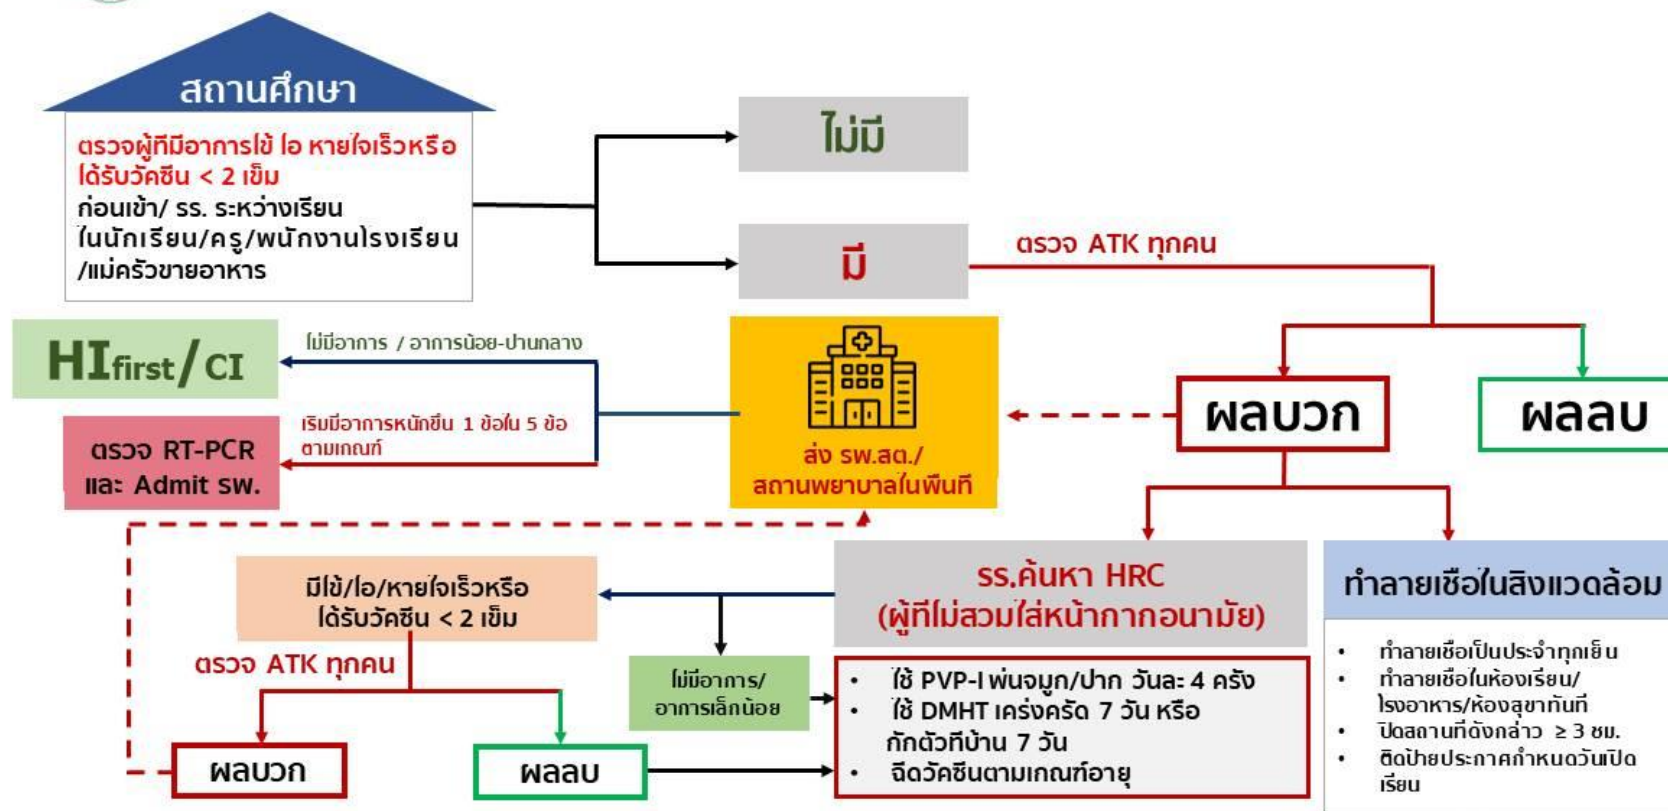 สถานศึกษา
ตรวจผู้ที่มีอาการไข้ ไอ หายใจเร็วหรือ
ได้รับวัคซีน < 2 เข็ม
ก่อนเข้า/ รร. ระหว่างเรียน
ในนักเรียน/ครู/พนักงานโรงเรียน
/แม่ครัวขายอาหาร
ไม่มี
มี
ตรวจ ATK ทุกคน
HIfirst/CI
ไม่มีอาการ / อาการน้อย-ปานกลาง
ตรวจ RT-PCR
และ Admit รพ.
เริ่มมีอาการหนักขึ้น 1 ข้อใน 5 ข้อ
ตามเกณฑ์
ส่ง รพ.สต./
สถานพยาบาลในพื้นที่
ผลบวก
ผลลบ
มีไข้/ไอ/หายใจเร็วหรือ
ได้รับวัคซีน < 2 เข็ม
รร.ค้นหา HRC
(ผู้ที่ไม่สวมใส่หน้ากากอนามัย)
ทำลายเชื้อในสิ่งแวดล้อม
ตรวจ ATK ทุกคน
ไม่มีอาการ/
อาการเล็กน้อย
• ใช้ PVP-I พ่นจมูก/ปาก วันละ 4 ครั้ง
• ใช้ DMHT เคร่งครัด 7 วัน หรือ
กักตัวที่บ้าน 7 วัน
• ฉีดวัคซีนตามเกณฑ์อายุ
• ทำลายเชื้อเป็นประจำทุกเย็น
• ทำลายเชื้อในห้องเรียน/
โรงอาหาร/ห้องสุขาทันที
• ปิดสถานที่ดังกล่าว ≥ 3 ชม.
• ติดป้ายประกาศกำหนดวันเปิด
เรียน
ผลบวก
ผลลบ